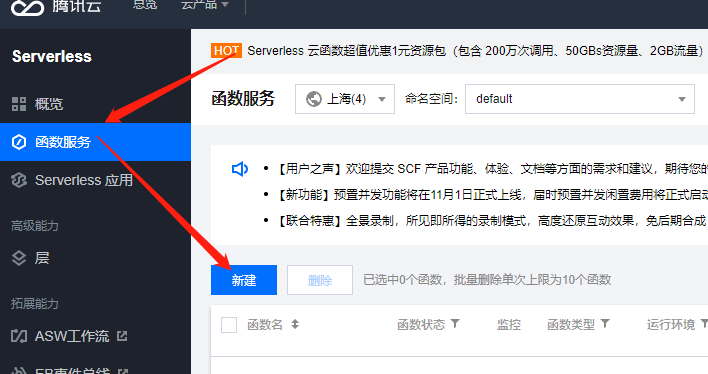 腾讯云 总览 云产品
Serverless
HOT Serverless 云函数超值优惠1元资源包（包含 200万次调用、50GBs资源量、2GB流量）
概览
函数服务 上海(4) 命名空间： default
函数服务
Serverless 应用
【用户之声】欢迎提交 SCF 产品功能、体验、文档等方面的需求和建议，期待您的
【新功能】预置并发功能将在11月1日正式上线，届时预置并发闲置费用将正式启动
【联合特惠】全景录制，所见即所得的录制模式，高度还原互动效果，免后期合成
高级能力
层
新建 删除 已选中0个函数，批量删除单次上限为10个函数
拓展能力
函数名 函数状态 监控 函数类型 运行环境
ASW工作流
EB事件总线